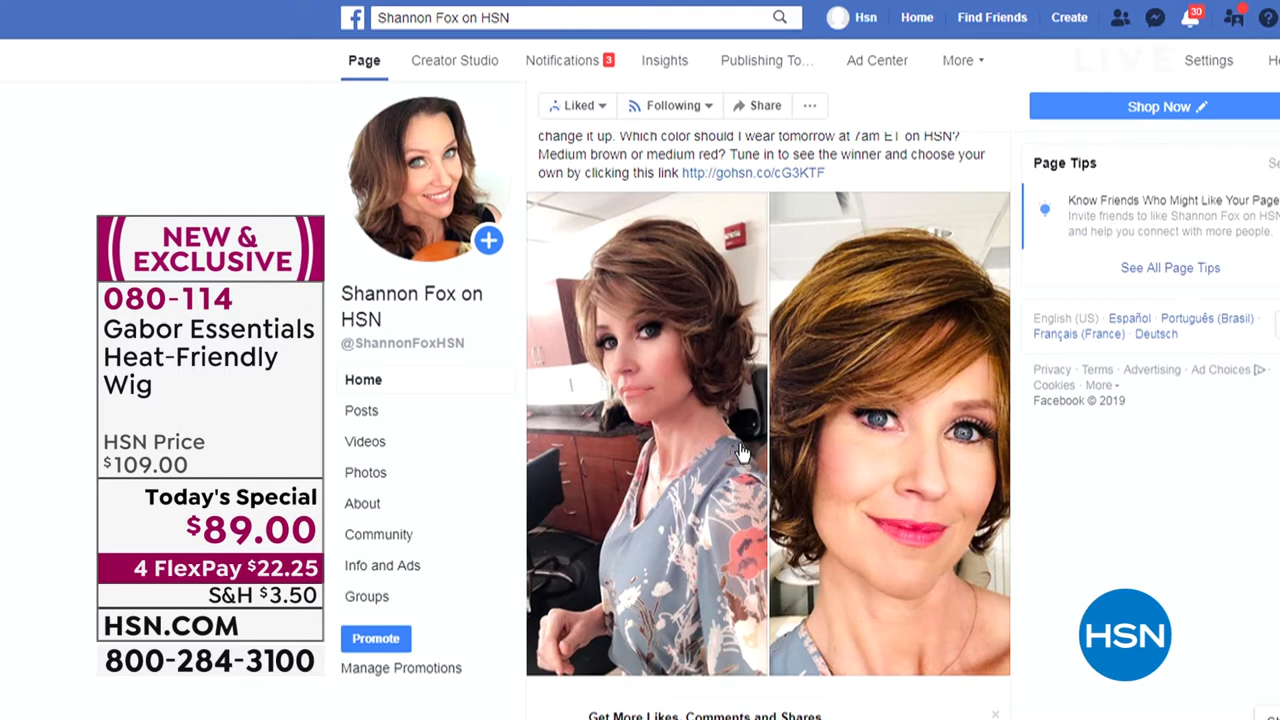 Shannon Fox on HSN
Hsn
Home
Find Friends
Create
30
Page
Creator Studio
Notifications 3
Insights
Publishing To...
Ad Center
More
LIVE
Settings
Liked
Following
Share
...
Shop Now
change it up. Which color should I wear tomorrow at 7am ET on HSN?
Medium brown or medium red? Tune in to see the winner and choose your
own by clicking this link http://gohsn.co/cG3KTF
Page Tips
Know Friends Who Might Like Your Page
Invite friends to like Shannon Fox on HSN
and help you connect with more people.
See All Page Tips
English (US) · Español · Português (Brasil) ·
Français (France) · Deutsch
Privacy · Terms · Advertising · Ad Choices ·
Cookies · More
Facebook © 2019
Shannon Fox on
HSN
@ShannonFoxHSN
Home
Posts
Videos
Photos
About
Community
Info and Ads
Groups
Promote
Manage Promotions
Get More Likes, Comments and Shares
NEW &
EXCLUSIVE
080-114
Gabor Essentials
Heat-Friendly
Wig
HSN Price
$109.00
Today's Special
$89.00
4 FlexPay $22.25
S&H $3.50
HSN.COM
800-284-3100
HSN